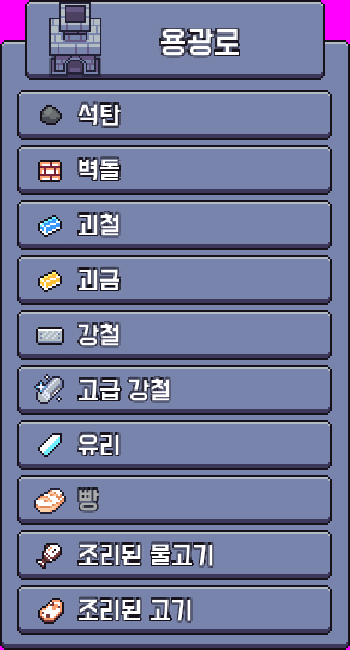 용광로
석탄
벽돌
괴철
괴금
강철
고급 강철
유리
빵
조리된 물고기
조리된 고기